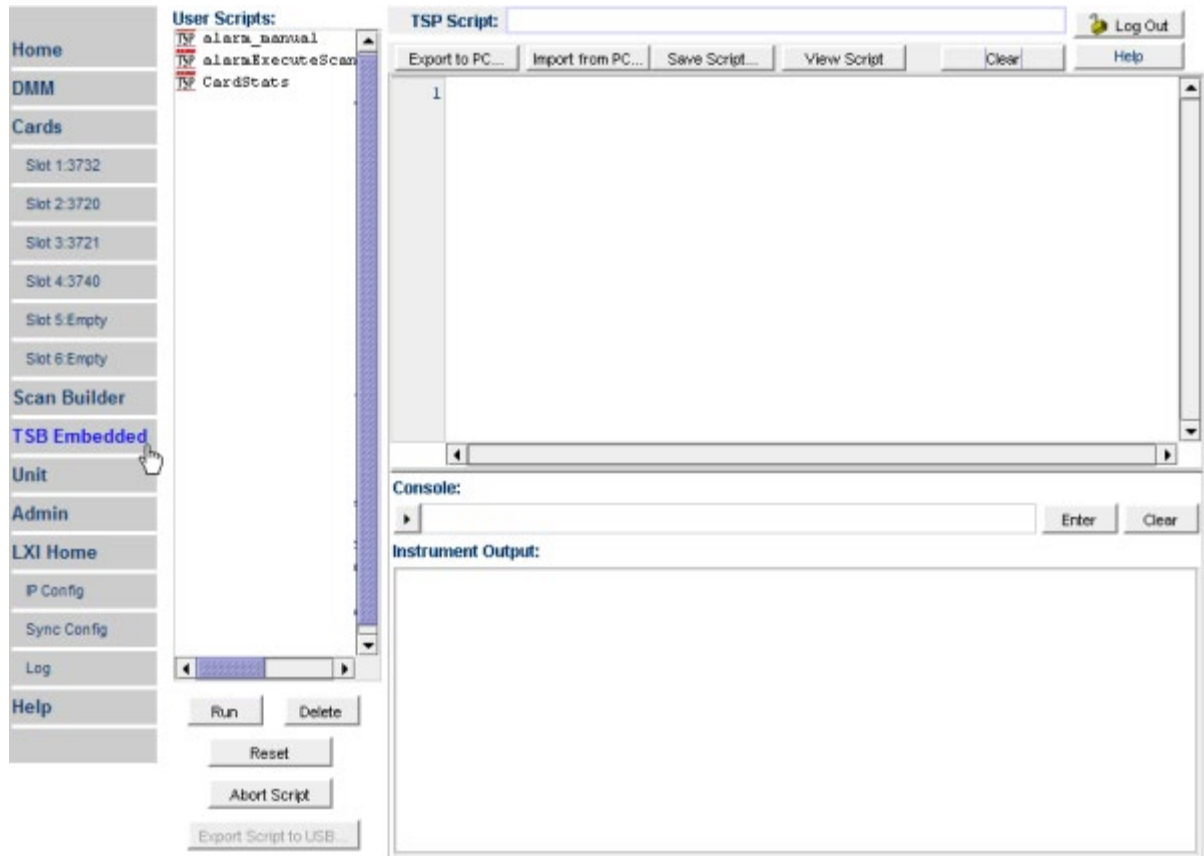 Home
DMM
Cards
Slot 1:3732
Slot 2:3720
Slot 3:3721
Slot 4:3740
Slot 5:Empty
Slot 6:Empty
Scan Builder
TSB Embedded
Unit
Admin
LXI Home
IP Config
Sync Config
Log
Help
User Scripts:
TSP alarm_manual
TSP alarmExecuteScan
TSP CardStats
Run
Delete
Reset
Abort Script
Export Script to USB...
TSP Script:
Log Out
Export to PC...
Import from PC...
Save Script...
View Script
Clear
Help
1
Console:
Enter
Clear
Instrument Output: